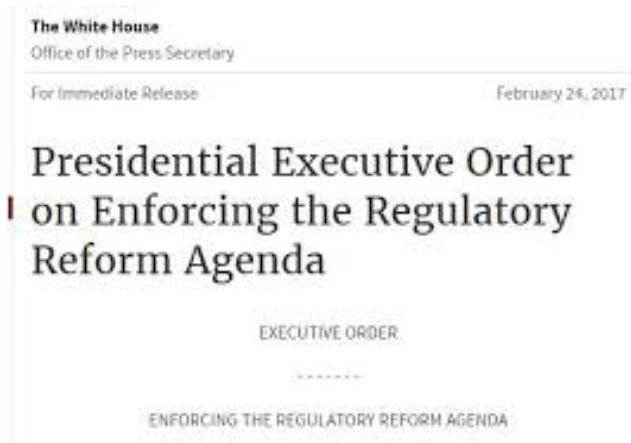 The White House
Office of the Press Secretary
For Immediate Release February 24, 2017
Presidential Executive Order
on Enforcing the Regulatory
Reform Agenda
EXECUTIVE ORDER
- - - - - - -
ENFORCING THE REGULATORY REFORM AGENDA